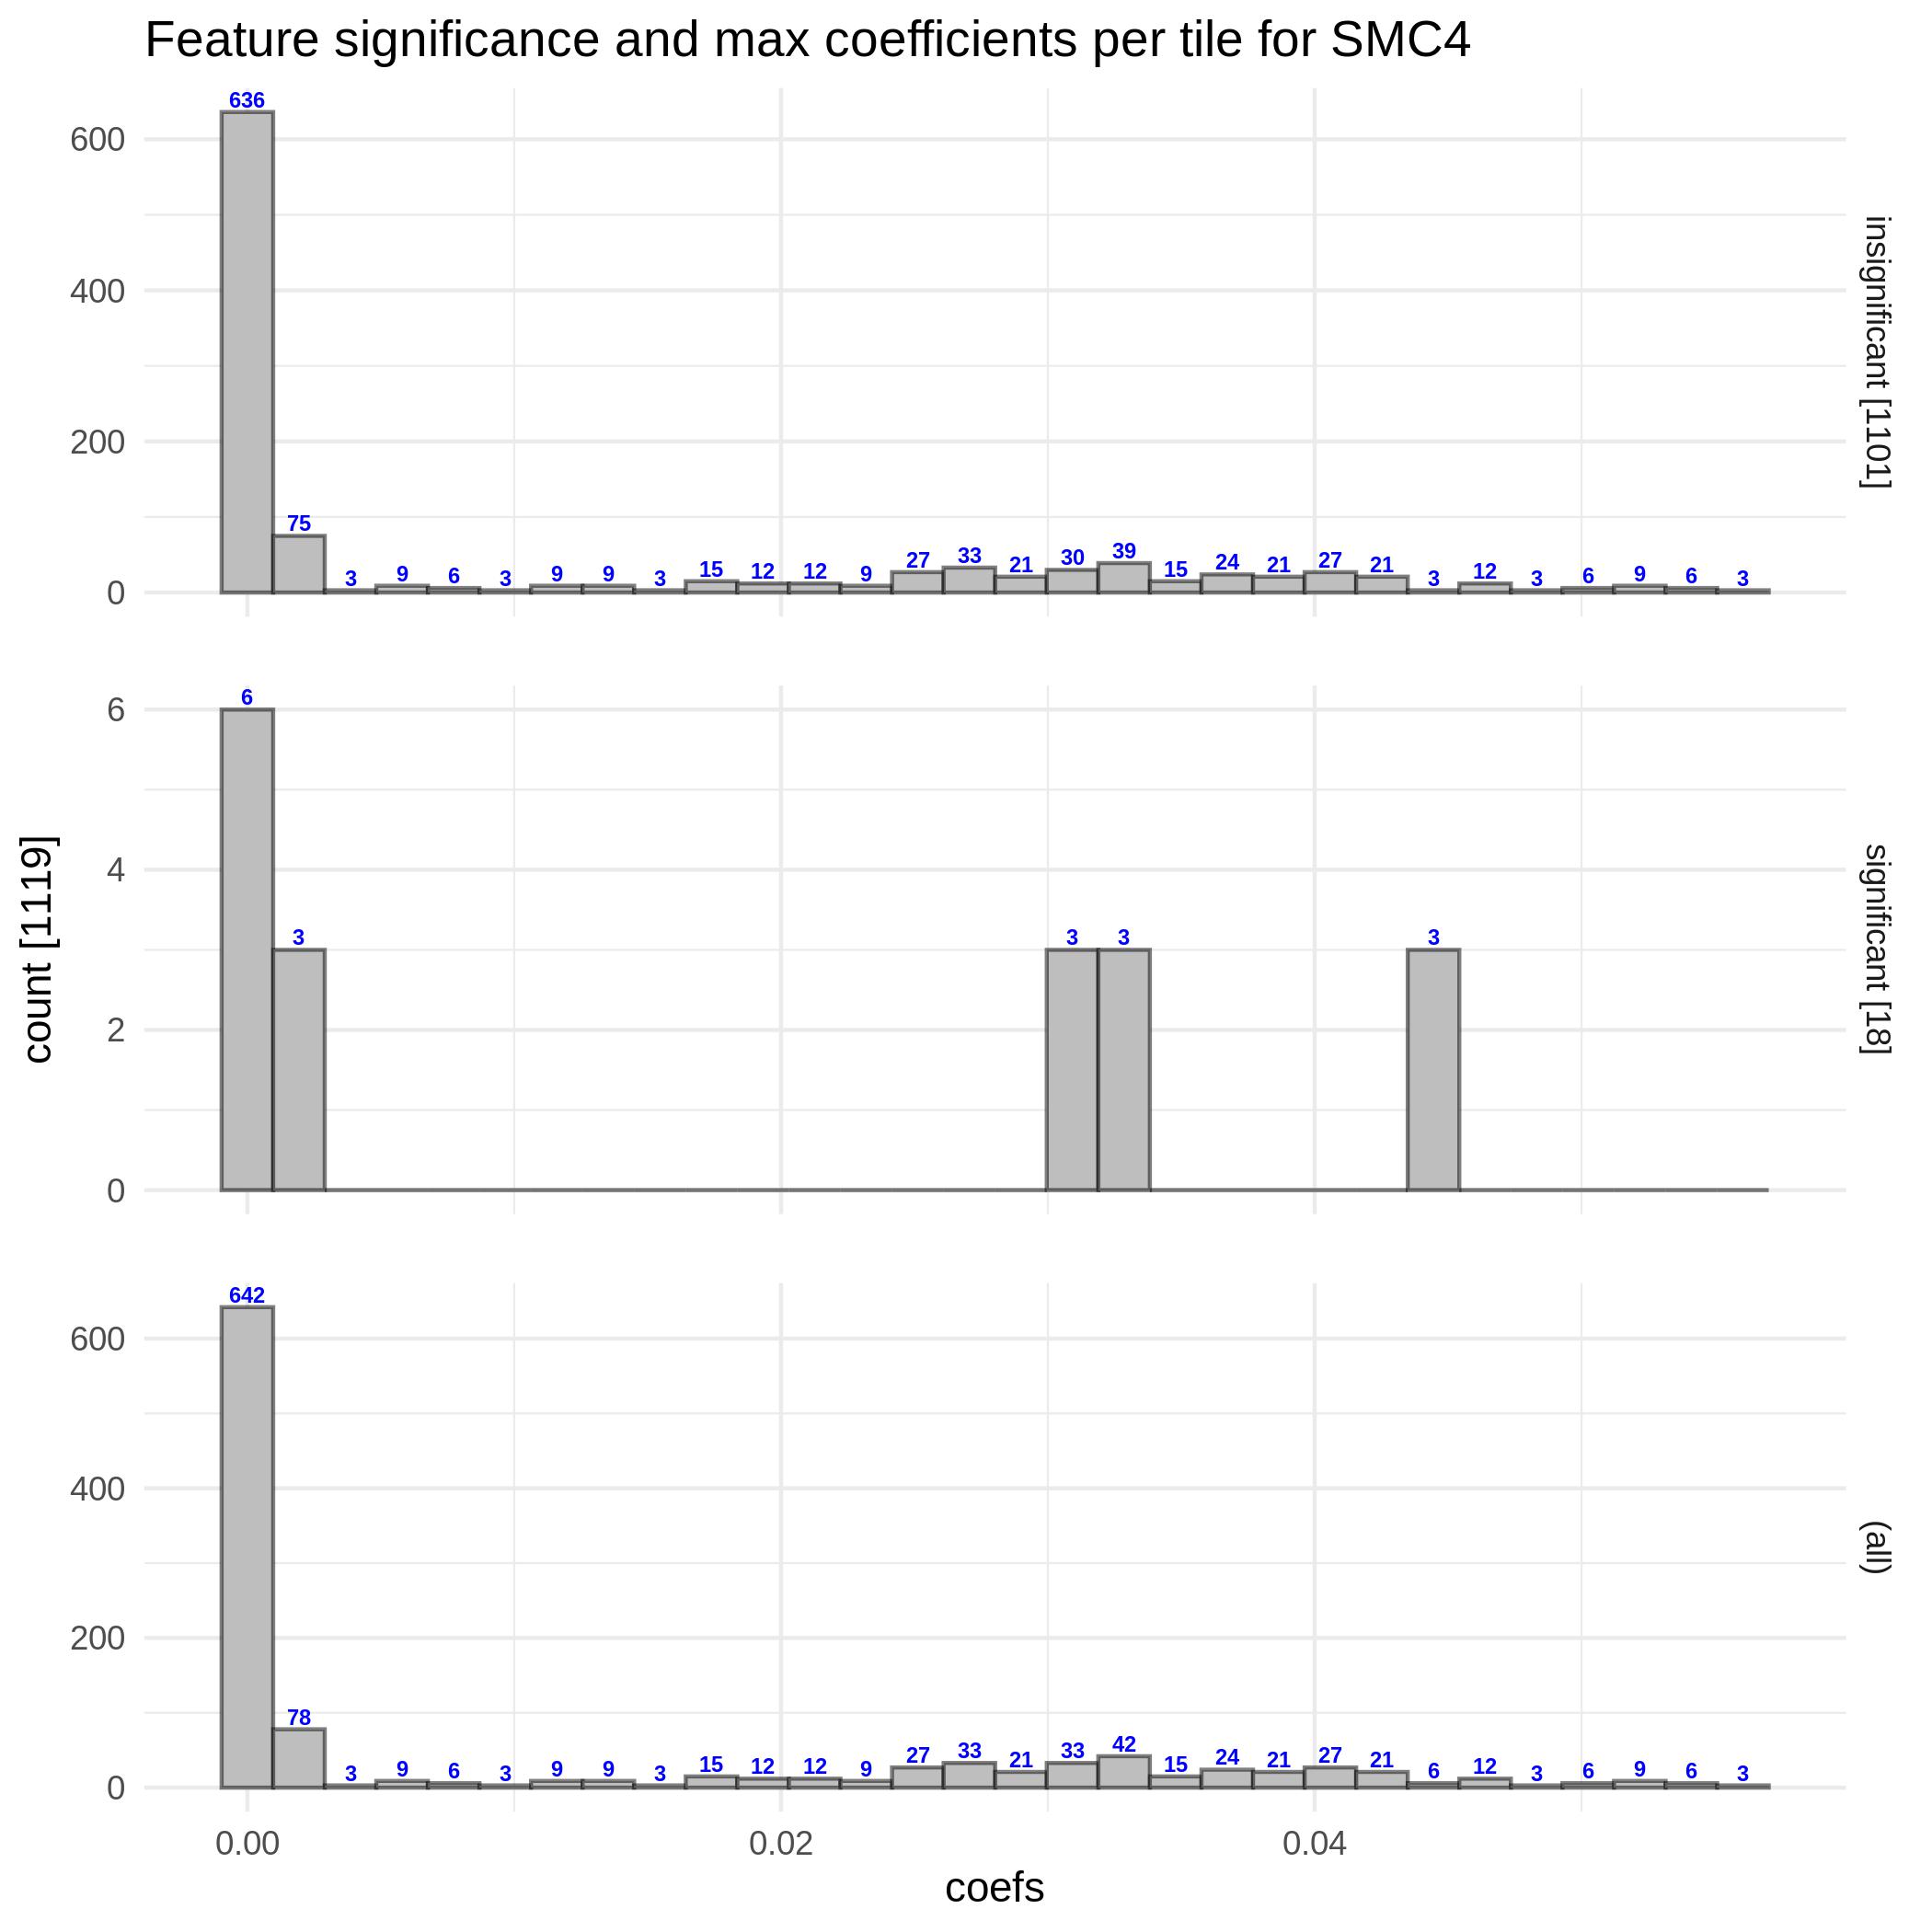 Feature significance and max coefficients per tile for SMC4
636
600
400
200
0
75 3 9 6 3 9 9 3 15 12 12 9 27 33 21 30 39 15 24 21 27 21 3 12 3 6 9 6 3
insignificant [1101]
6
6
4
2
0
3 3 3 3
significant [18]
count [1119]
642
600
400
200
0
78 3 9 6 3 9 9 3 15 12 12 9 27 33 21 33 42 15 24 21 27 21 6 12 3 6 9 6 3
(all)
0.00 0.02 0.04
coefs